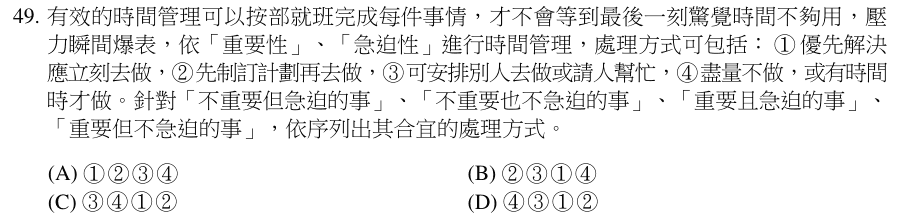 49. 有效的時間管理可以按部就班完成每件事情，才不會等到最後一刻驚覺時間不夠用，壓
力瞬間爆表，依「重要性」、「急迫性」進行時間管理，處理方式可包括：①優先解決
應立刻去做，②先制訂計劃再去做，③可安排別人去做或請人幫忙，④盡量不做，或有時間
時才做。針對「不重要但急迫的事」、「不重要也不急迫的事」、「重要且急迫的事」、
「重要但不急迫的事」，依序列出其合宜的處理方式。
(A) ①②③④ (B) ②③①④
(C) ③④①② (D) ④③①②